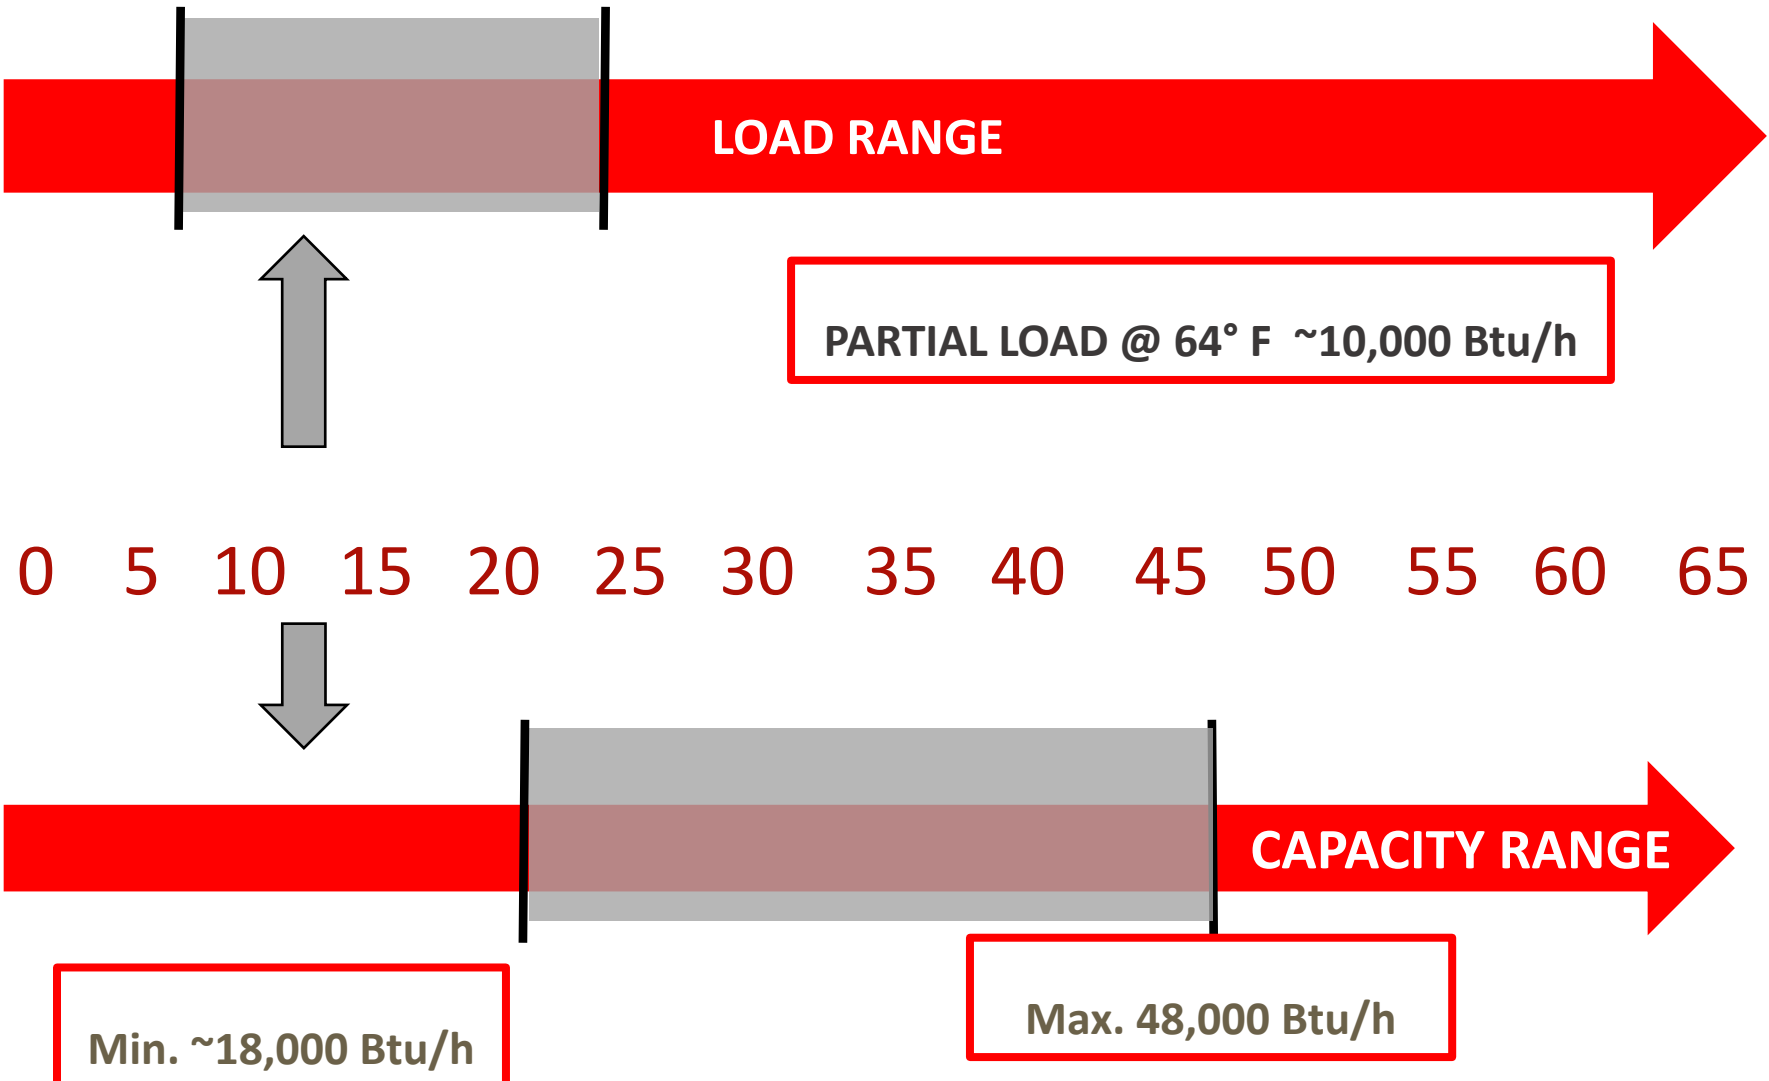 LOAD RANGE
PARTIAL LOAD @ 64° F ~10,000 Btu/h
0 5 10 15 20 25 30 35 40 45 50 55 60 65
CAPACITY RANGE
Max. 48,000 Btu/h
Min. ~18,000 Btu/h